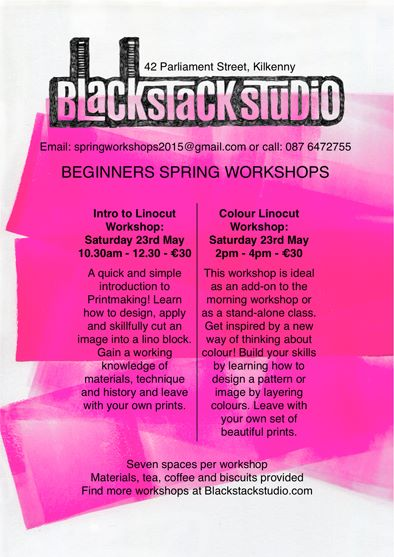 42 Parliament Street, Kilkenny
BlackStack Studio
Email: springworkshops2015@gmail.com or call: 087 6472755
BEGINNERS SPRING WORKSHOPS
Intro to Linocut
Workshop:
Saturday 23rd May
10.30am - 12.30 - €30
A quick and simple
introduction to
Printmaking! Learn
how to design, apply
and skillfully cut an
image into a lino block.
Gain a working
knowledge of
materials, technique
and history and leave
with your own prints.
Colour Linocut
Workshop:
Saturday 23rd May
2pm - 4pm - €30
This workshop is ideal
as an add-on to the
morning workshop or
as a stand-alone class.
Get inspired by a new
way of thinking about
colour! Build your skills
by learning how to
design a pattern or
image by layering
colours. Leave with
your own set of
beautiful prints.
Seven spaces per workshop
Materials, tea, coffee and biscuits provided
Find more workshops at Blackstackstudio.com